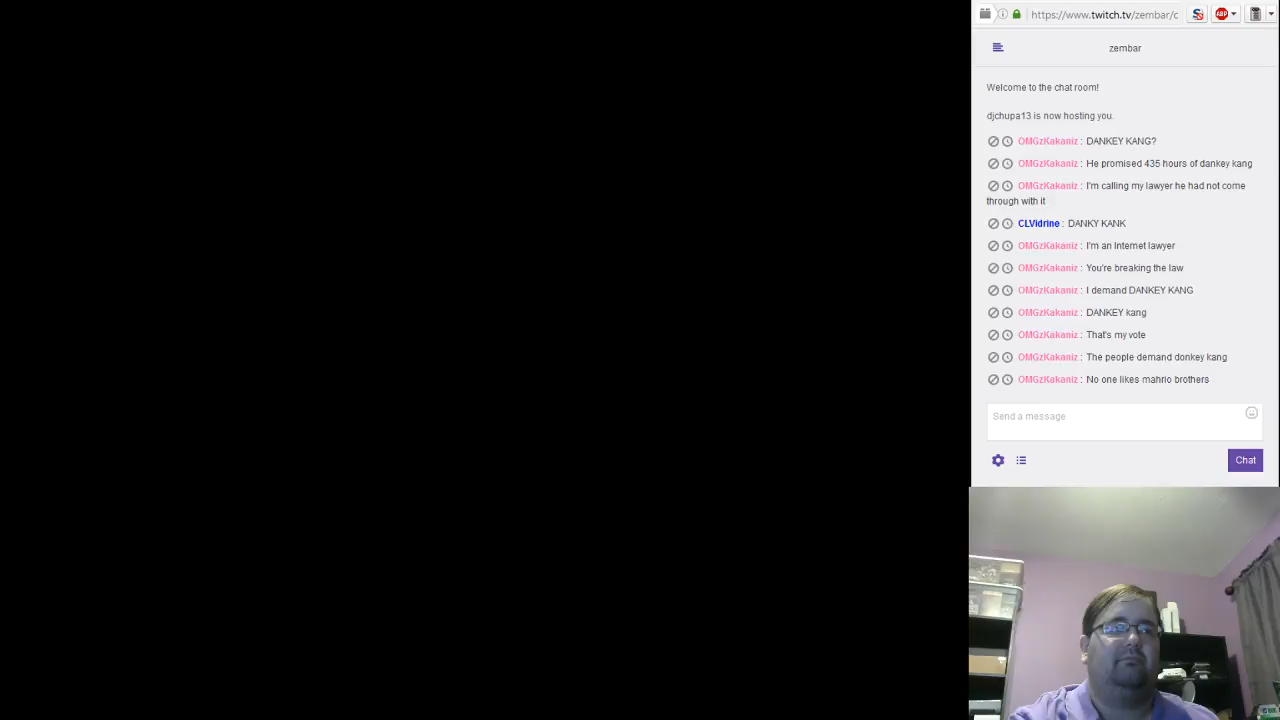 https://www.twitch.tv/zembar/c
ABP
zembar
Welcome to the chat room!
djchupa13 is now hosting you.
OMGzKakaniz : DANKEY KANG?
OMGzKakaniz : He promised 435 hours of dankey kang
OMGzKakaniz : I'm calling my lawyer he had not come
through with it
CLVidrine : DANKY KANK
OMGzKakaniz : I'm an Internet lawyer
OMGzKakaniz : You're breaking the law
OMGzKakaniz : I demand DANKEY KANG
OMGzKakaniz : DANKEY kang
OMGzKakaniz : That's my vote
OMGzKakaniz : The people demand donkey kang
OMGzKakaniz : No one likes mahrio brothers
Send a message
Chat